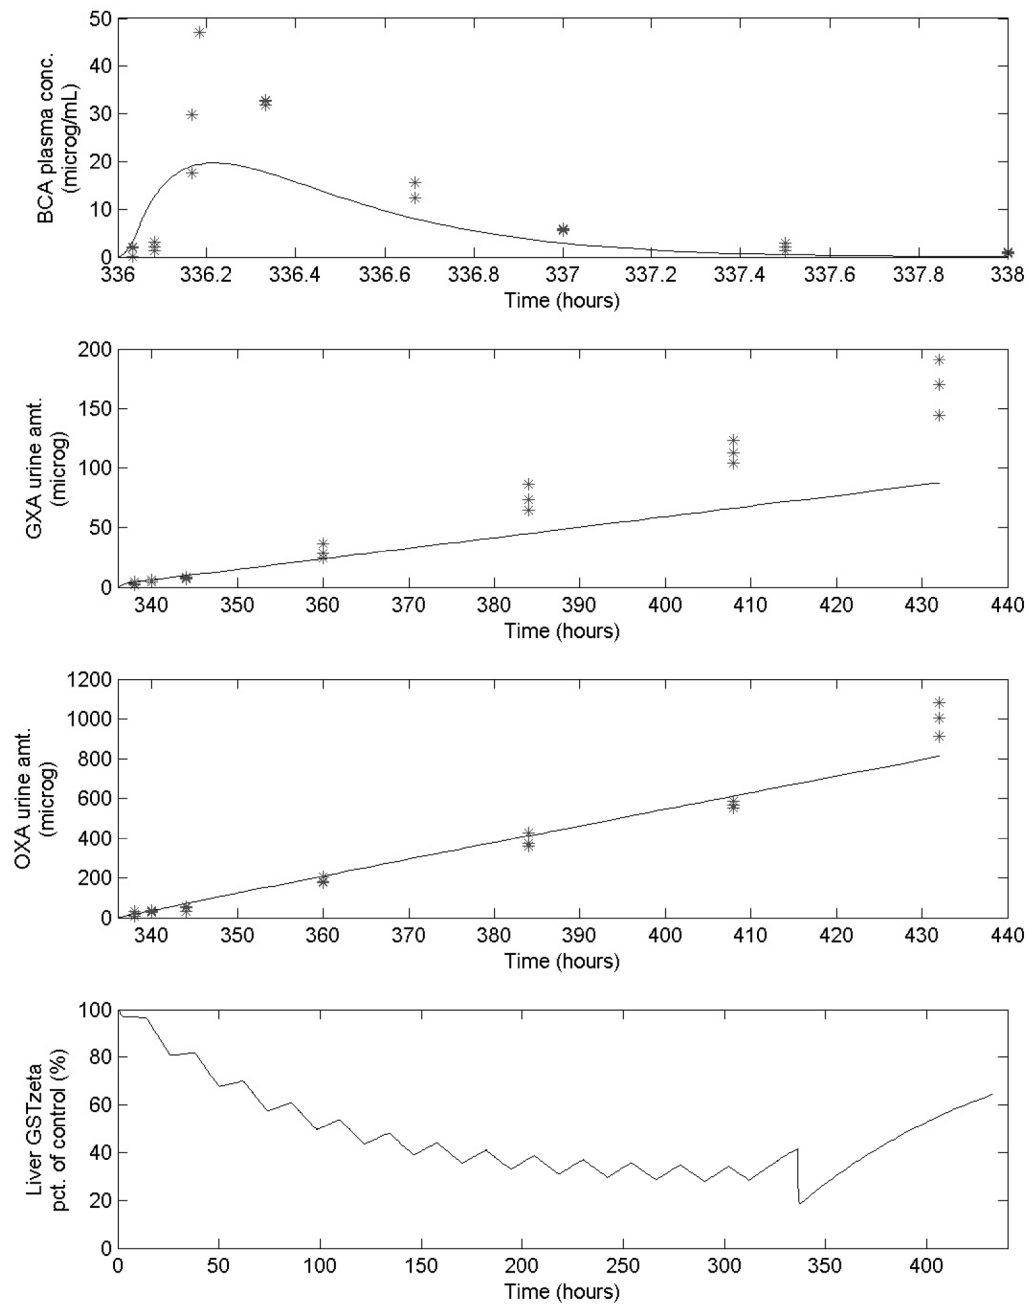 50
40
30
20
10
0
BCA plasma conc.
(microg/mL)
336 336.2 336.4 336.6 336.8 337 337.2 337.4 337.6 337.8 338
Time (hours)
200
150
100
50
0
GXA urine amt.
(microg)
340 350 360 370 380 390 400 410 420 430 440
Time (hours)
1200
1000
800
600
400
200
0
OXA urine amt.
(microg)
340 350 360 370 380 390 400 410 420 430 440
Time (hours)
100
80
60
40
20
0
Liver GSTzeta
pct. of control (%)
0 50 100 150 200 250 300 350 400
Time (hours)